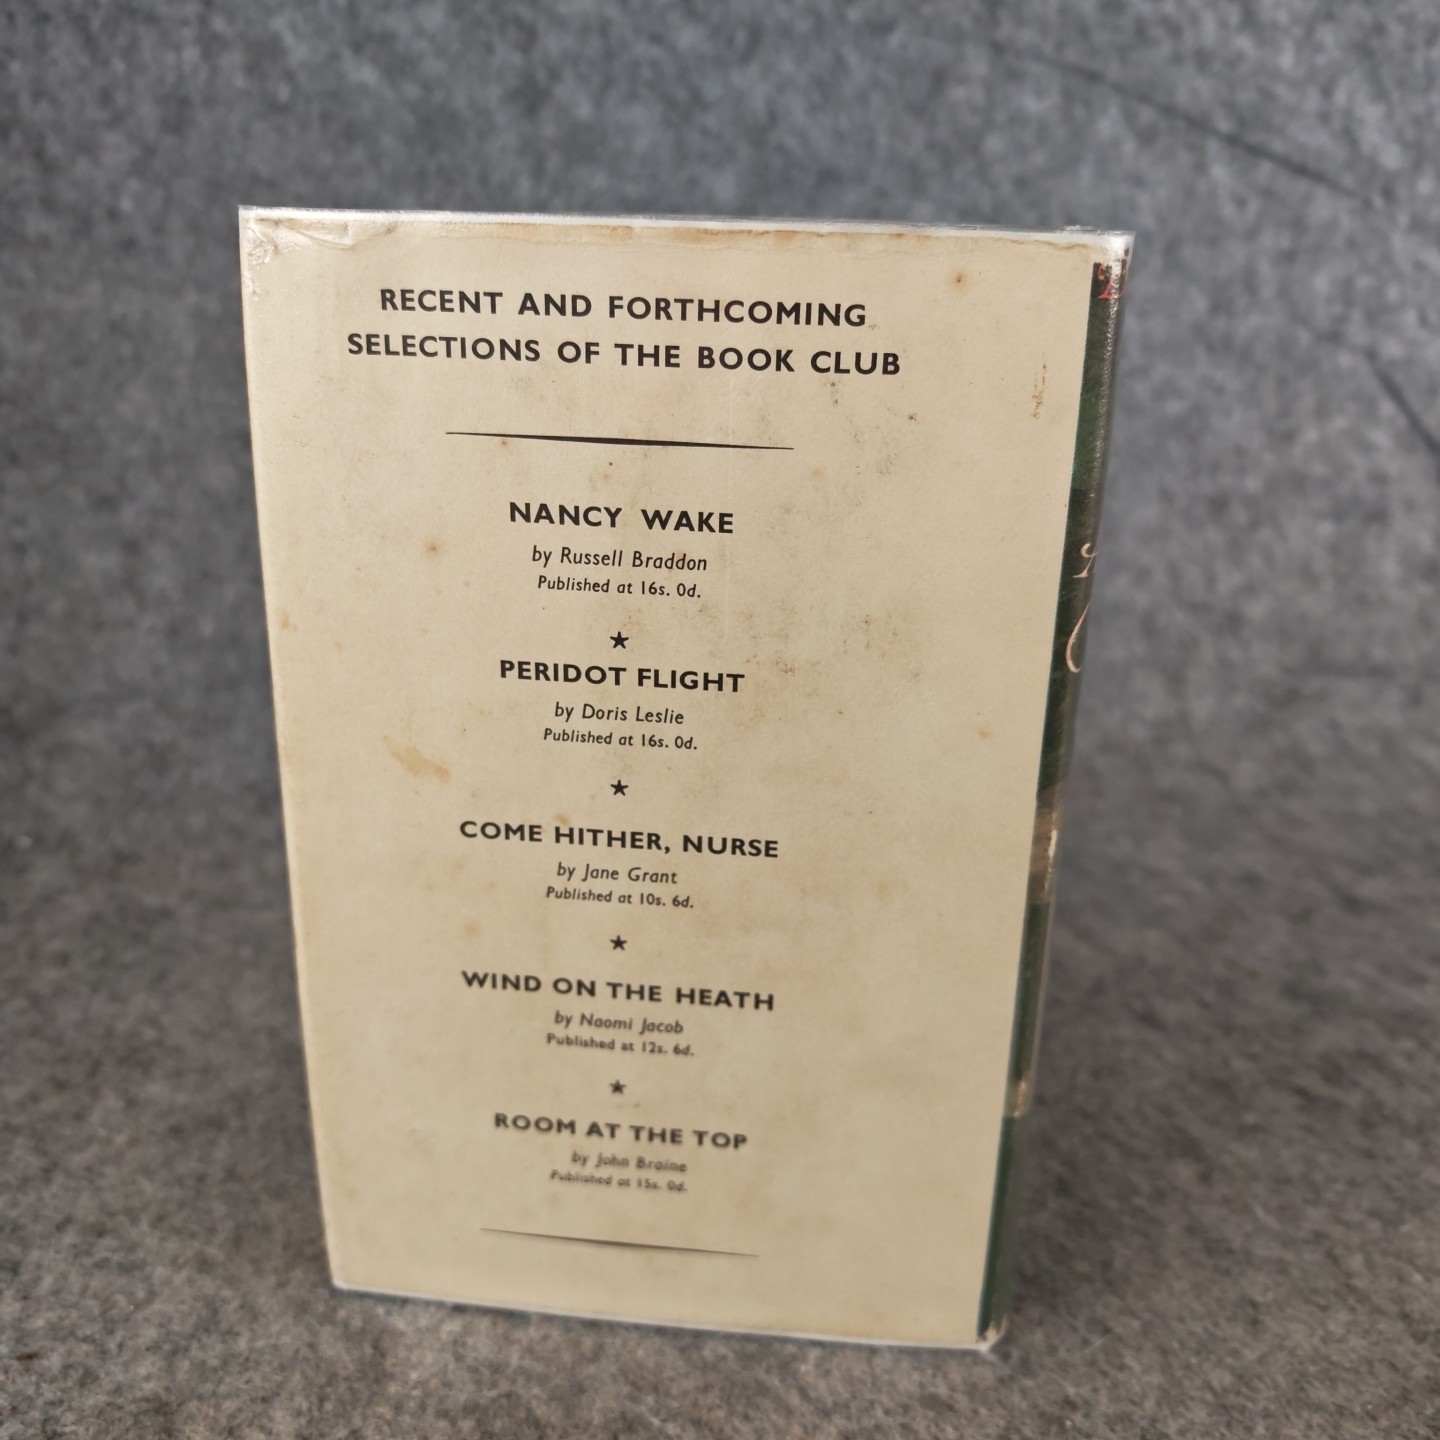 RECENT AND FORTHCOMING
SELECTIONS OF THE BOOK CLUB
NANCY WAKE
by Russell Braddon
Published at 16s. 0d.
★
PERIDOT FLIGHT
by Doris Leslie
Published at 16s. 0d.
★
COME HITHER, NURSE
by Jane Grant
Published at 10s. 6d.
★
WIND ON THE HEATH
by Naomi Jacob
Published at 12s. 6d.
★
ROOM AT THE TOP
by John Braine
Published at 15s. 0d.